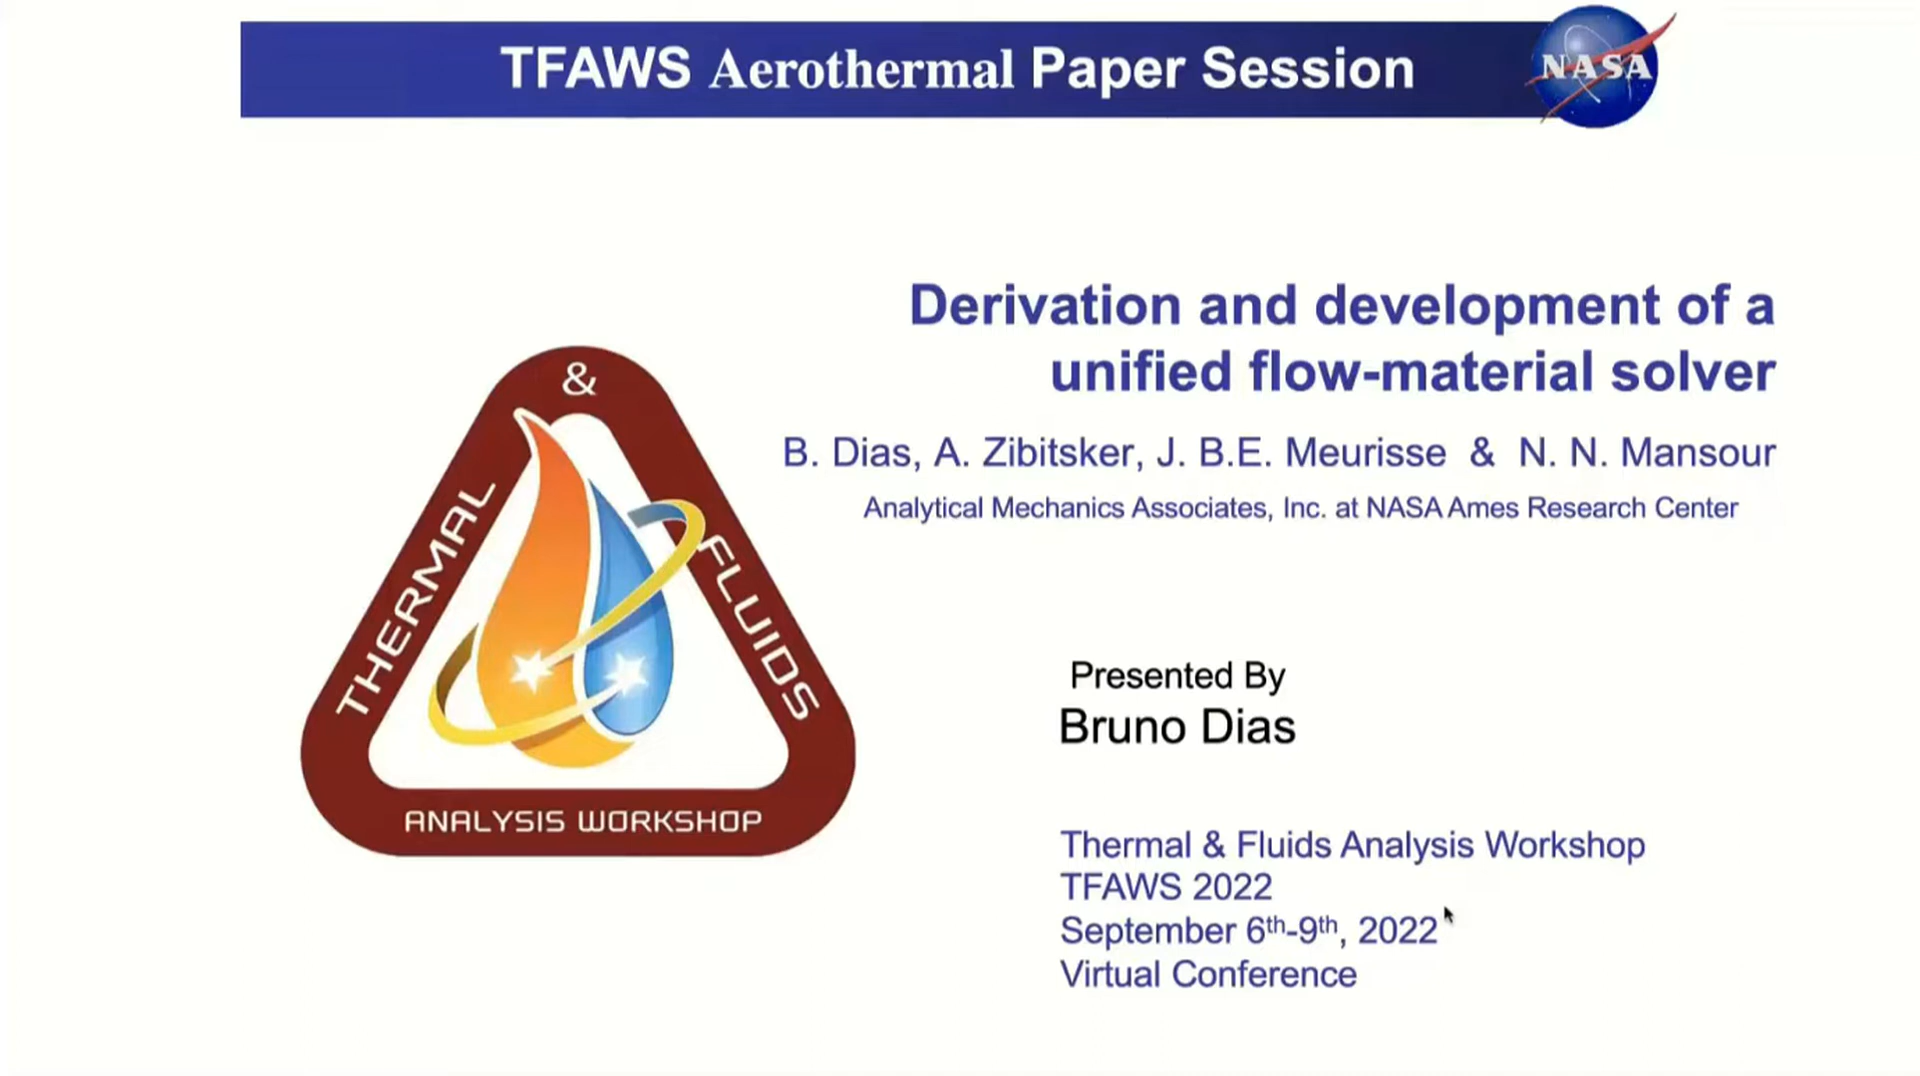 TFAWS Aerothermal Paper Session
NASA
Derivation and development of a
unified flow-material solver
B. Dias, A. Zibitsker, J. B.E. Meurisse & N. N. Mansour
Analytical Mechanics Associates, Inc. at NASA Ames Research Center
&
THERMAL
FLUIDS
ANALYSIS WORKSHOP
Presented By
Bruno Dias
Thermal & Fluids Analysis Workshop
TFAWS 2022
September 6th-9th, 2022
Virtual Conference